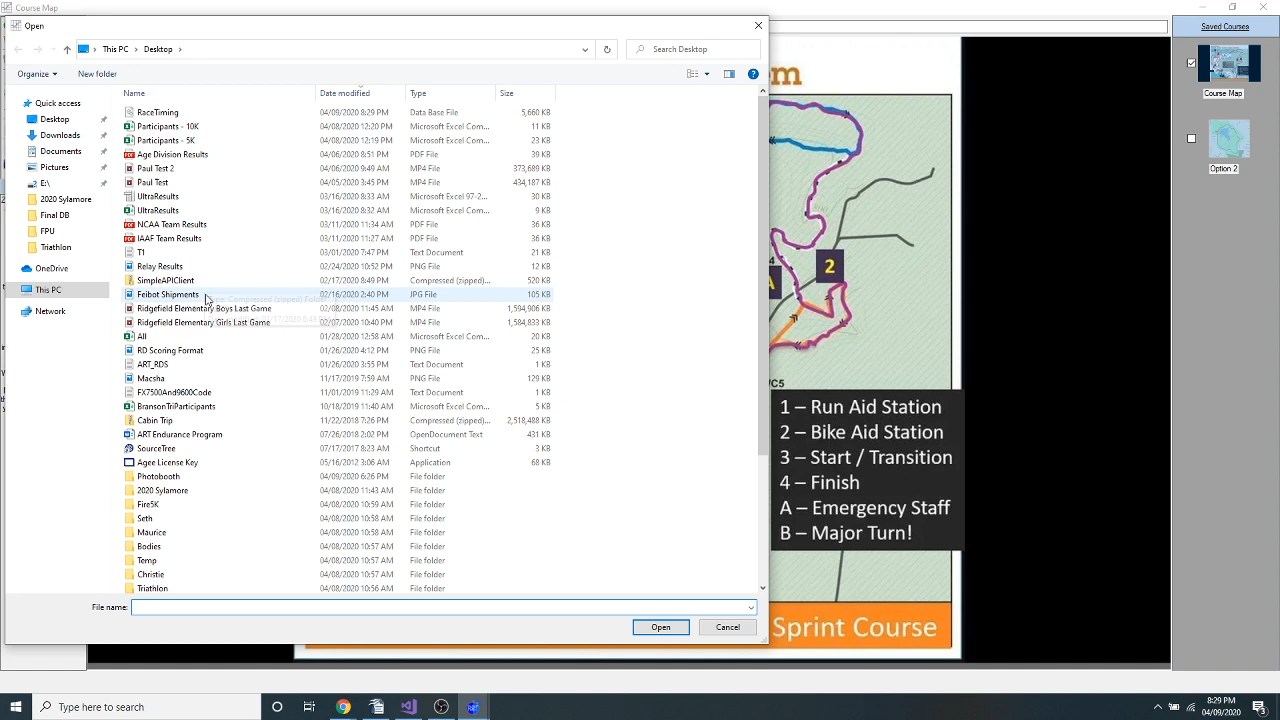 Course Map
Open
Saved Courses
This PC
Desktop
Search Desktop
om
Organize
New folder
Name
Date modified
Type
Size
Quick access
Desktop
Downloads
Documents
Pictures
E:\
2020 Sylamore
Final DB
FPU
Triathlon
OneDrive
This PC
Network
RaceTiming 04/09/2020 8:29 PM Data Base File 5,660 KB
Participants - 10K 04/08/2020 12:20 PM Microsoft Excel Com... 11 KB
Participants - 5K 04/08/2020 12:19 PM Microsoft Excel Com... 23 KB
Age Division Results 04/06/2020 8:51 PM PDF File 39 KB
Paul Test 2 04/06/2020 9:49 AM MP4 File 373,689 KB
Paul Test 04/05/2020 3:45 PM MP4 File 434,187 KB
UltraResults 03/16/2020 8:33 AM Microsoft Excel 97-2... 30 KB
UltraResults 03/16/2020 8:32 AM Microsoft Excel Com... 9 KB
NCAA Team Results 03/11/2020 11:34 AM PDF File 36 KB
IAAF Team Results 03/11/2020 11:27 AM PDF File 36 KB
T1 03/01/2020 7:47 PM Text Document 21 KB
Relay Results 02/24/2020 10:52 PM PNG File 12 KB
SimpleAPIClient 02/17/2020 8:49 PM Compressed (zipped)... 520 KB
Feibot Shipments 02/16/2020 2:40 PM JPG File 105 KB
Ridgefield Elementary Boys Last Game 02/08/2020 11:45 AM MP4 File 1,594,906 KB
Ridgefield Elementary Girls Last Game 02/07/2020 10:40 PM MP4 File 1,584,833 KB
All 01/28/2020 12:58 AM Microsoft Excel Com... 20 KB
RD Scoring Format 01/26/2020 4:12 PM PNG File 25 KB
ART_RDS 01/26/2020 3:55 PM Text Document 1 KB
Macsha 11/17/2019 7:59 AM PNG File 129 KB
FX7500And9600Code 11/01/2019 11:29 AM Text Document 1 KB
BransonTriParticipants 10/18/2019 11:40 AM Microsoft Excel Com... 5 KB
Cabin Trip 11/22/2018 7:26 PM Compressed (zipped)... 2,518,488 KB
ART Endurance Program 07/26/2018 2:02 PM OpenDocument Text 431 KB
SourceTree 07/17/2017 8:23 AM Shortcut 3 KB
Agee License Key 05/16/2012 3:06 AM Application 68 KB
Photobooth 04/09/2020 6:26 PM File folder
2020 Sylamore 04/08/2020 11:43 AM File folder
Fire5K 04/08/2020 10:59 AM File folder
Seth 04/08/2020 10:58 AM File folder
Maurice 04/08/2020 10:58 AM File folder
Bodies 04/08/2020 10:57 AM File folder
Temp 04/08/2020 10:57 AM File folder
Christie 04/08/2020 10:57 AM File folder
Triathlon 04/08/2020 10:56 AM File folder
File name:
Open
Cancel
2
A
4
C5
1 – Run Aid Station
2 – Bike Aid Station
3 – Start / Transition
4 – Finish
A – Emergency Staff
B – Major Turn!
Sprint Course
Course Map
Option 2
Type here to search
8:29 PM
04/09/2020
3